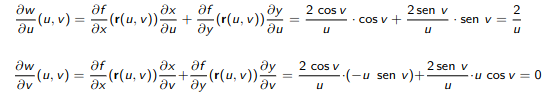 ∂w/∂u (u, v) = ∂f/∂x (r(u, v)) ∂x/∂u + ∂f/∂y (r(u, v)) ∂y/∂u = 2 cos v/u · cos v + 2 sen v/u · sen v = 2/u
∂w/∂v (u, v) = ∂f/∂x (r(u, v)) ∂x/∂v + ∂f/∂y (r(u, v)) ∂y/∂v = 2 cos v/u ·(−u sen v)+ 2 sen v/u ·u cos v = 0